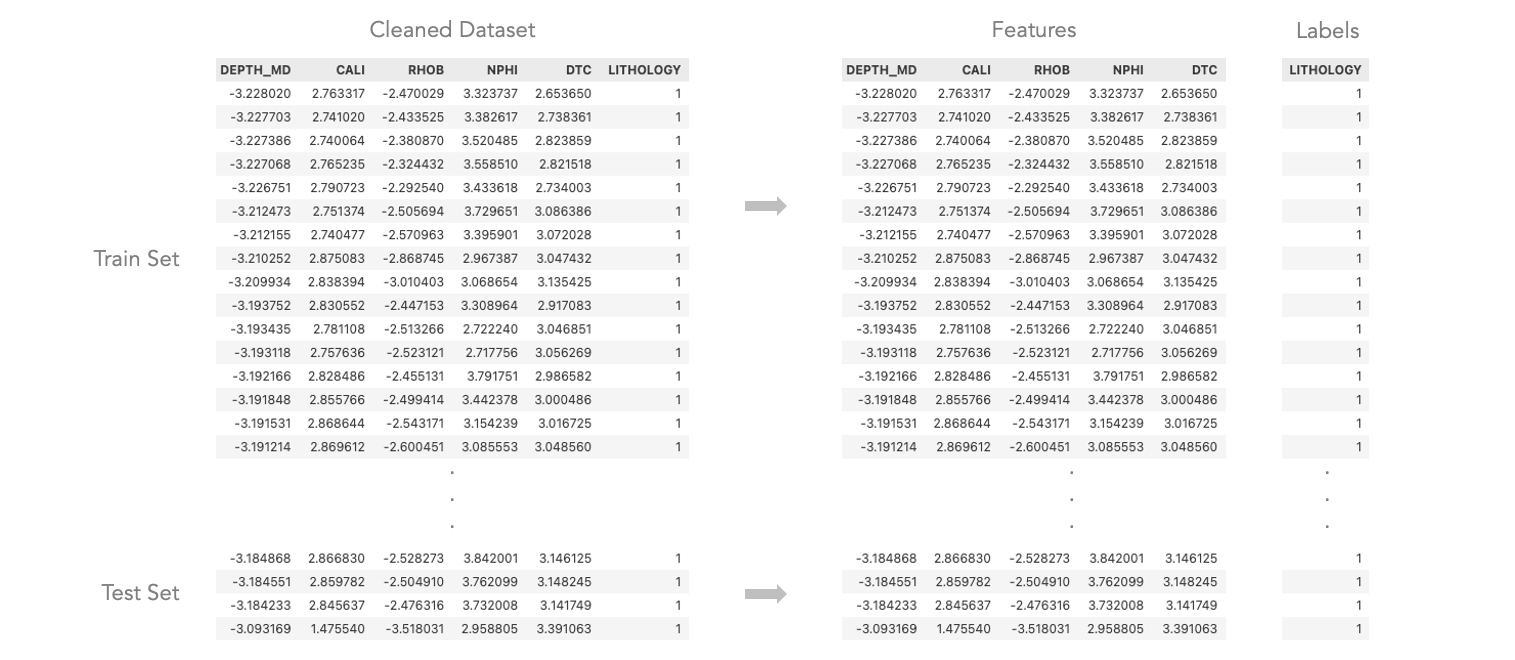 Cleaned Dataset Features Labels
DEPTH_MD CALI RHOB NPHI DTC LITHOLOGY DEPTH_MD CALI RHOB NPHI DTC LITHOLOGY
-3.228020 2.763317 -2.470029 3.323737 2.653650 1 -3.228020 2.763317 -2.470029 3.323737 2.653650 1
-3.227703 2.741020 -2.433525 3.382617 2.738361 1 -3.227703 2.741020 -2.433525 3.382617 2.738361 1
-3.227386 2.740064 -2.380870 3.520485 2.823859 1 -3.227386 2.740064 -2.380870 3.520485 2.823859 1
-3.227068 2.765235 -2.324432 3.558510 2.821518 1 -3.227068 2.765235 -2.324432 3.558510 2.821518 1
-3.226751 2.790723 -2.292540 3.433618 2.734003 1 -3.226751 2.790723 -2.292540 3.433618 2.734003 1
-3.212473 2.751374 -2.505694 3.729651 3.086386 1 -3.212473 2.751374 -2.505694 3.729651 3.086386 1
-3.212155 2.740477 -2.570963 3.395901 3.072028 1 -3.212155 2.740477 -2.570963 3.395901 3.072028 1
Train Set -3.210252 2.875083 -2.868745 2.967387 3.047432 1 -3.210252 2.875083 -2.868745 2.967387 3.047432 1
-3.209934 2.838394 -3.010403 3.068654 3.135425 1 -3.209934 2.838394 -3.010403 3.068654 3.135425 1
-3.193752 2.830552 -2.447153 3.308964 2.917083 1 -3.193752 2.830552 -2.447153 3.308964 2.917083 1
-3.193435 2.781108 -2.513266 2.722240 3.046851 1 -3.193435 2.781108 -2.513266 2.722240 3.046851 1
-3.193118 2.757636 -2.523121 2.717756 3.056269 1 -3.193118 2.757636 -2.523121 2.717756 3.056269 1
-3.192166 2.828486 -2.455131 3.791751 2.986582 1 -3.192166 2.828486 -2.455131 3.791751 2.986582 1
-3.191848 2.855766 -2.499414 3.442378 3.000486 1 -3.191848 2.855766 -2.499414 3.442378 3.000486 1
-3.191531 2.868644 -2.543171 3.154239 3.016725 1 -3.191531 2.868644 -2.543171 3.154239 3.016725 1
-3.191214 2.869612 -2.600451 3.085553 3.048560 1 -3.191214 2.869612 -2.600451 3.085553 3.048560 1
. . .
. . .
. . .
-3.184868 2.866830 -2.528273 3.842001 3.146125 1 -3.184868 2.866830 -2.528273 3.842001 3.146125 1
Test Set -3.184551 2.859782 -2.504910 3.762099 3.148245 1 -3.184551 2.859782 -2.504910 3.762099 3.148245 1
-3.184233 2.845637 -2.476316 3.732008 3.141749 1 -3.184233 2.845637 -2.476316 3.732008 3.141749 1
-3.093169 1.475540 -3.518031 2.958805 3.391063 1 -3.093169 1.475540 -3.518031 2.958805 3.391063 1